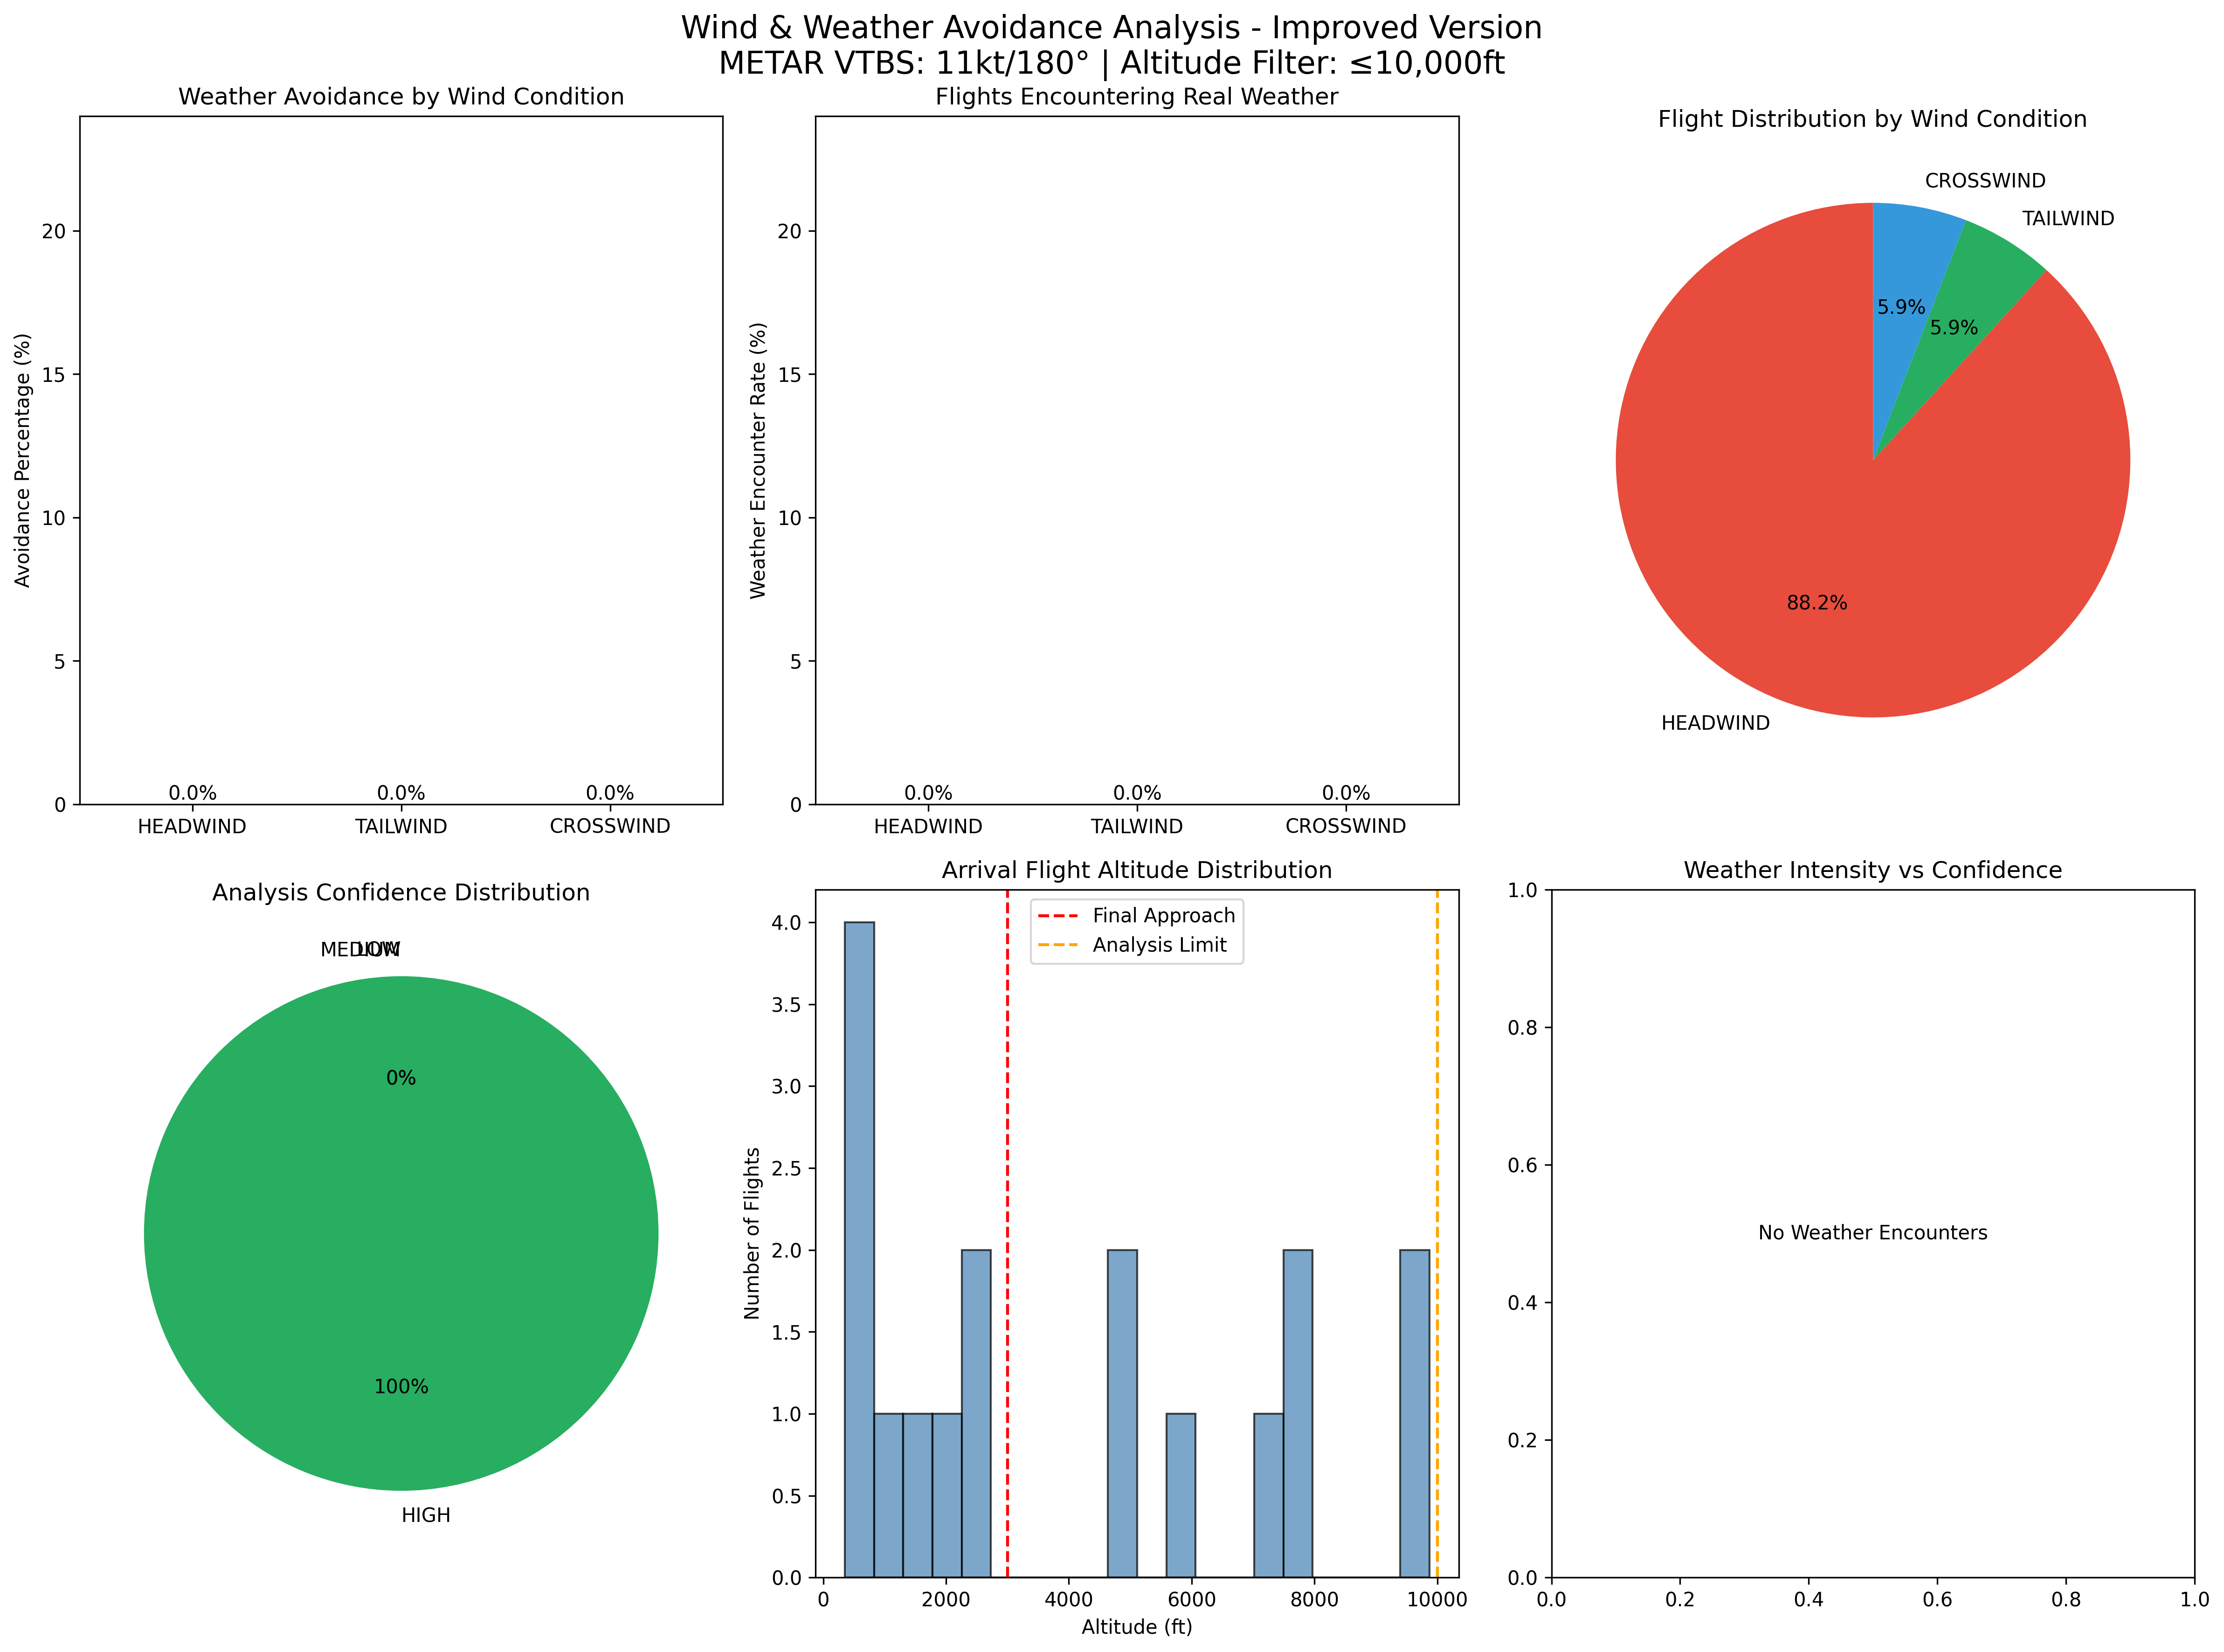 Wind & Weather Avoidance Analysis - Improved Version
METAR VTBS: 11kt/180° | Altitude Filter: ≤10,000ft
Weather Avoidance by Wind Condition
Avoidance Percentage (%)
20
15
10
5
0
0.0%
0.0%
0.0%
HEADWIND
TAILWIND
CROSSWIND
Flights Encountering Real Weather
Weather Encounter Rate (%)
20
15
10
5
0
0.0%
0.0%
0.0%
HEADWIND
TAILWIND
CROSSWIND
Flight Distribution by Wind Condition
CROSSWIND
TAILWIND
5.9%
5.9%
88.2%
HEADWIND
Analysis Confidence Distribution
MEDIUM
LOW
0%
100%
HIGH
Arrival Flight Altitude Distribution
Final Approach
Analysis Limit
Number of Flights
4.0
3.5
3.0
2.5
2.0
1.5
1.0
0.5
0.0
0
2000
4000
6000
8000
10000
Altitude (ft)
Weather Intensity vs Confidence
1.0
0.8
0.6
0.4
0.2
0.0
No Weather Encounters
0.0
0.2
0.4
0.6
0.8
1.0